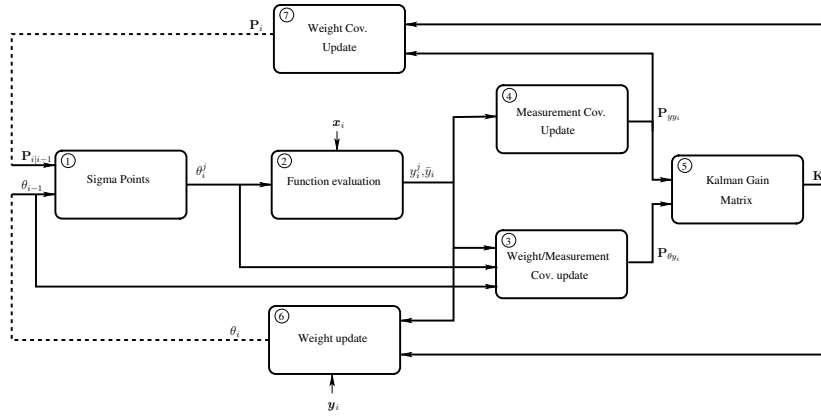 ⑦
P_i
Weight Cov.
Update
④
x_i
Measurement Cov.
Update
P_{yy_i}
P_{i|i-1}
①
②
⑤
θ_{i-1}
Sigma Points
θ_i^j
Function evaluation
y_i^j, ȳ_i
Kalman Gain
Matrix
K
③
Weight/Measurement
Cov. update
P_{θy_i}
⑥
θ_i
Weight update
y_i